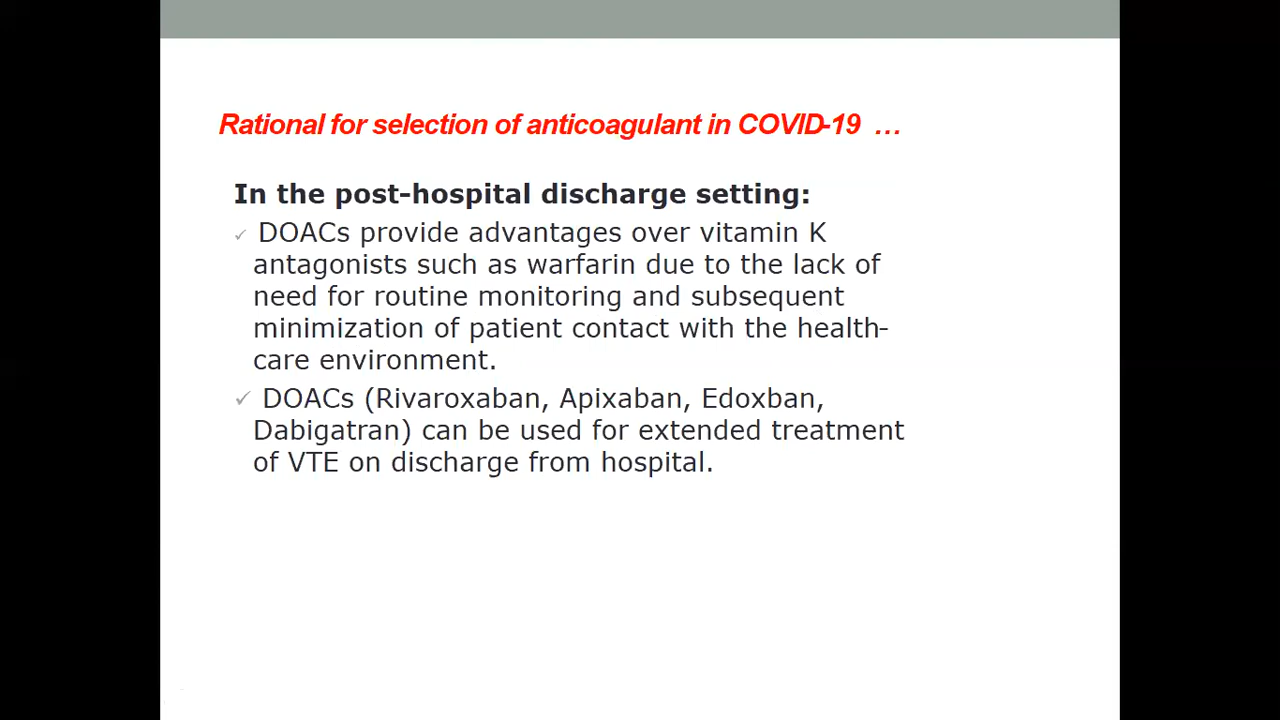 Rational for selection of anticoagulant in COVID-19 …
In the post-hospital discharge setting:
✓ DOACs provide advantages over vitamin K
antagonists such as warfarin due to the lack of
need for routine monitoring and subsequent
minimization of patient contact with the health-
care environment.
✓ DOACs (Rivaroxaban, Apixaban, Edoxban,
Dabigatran) can be used for extended treatment
of VTE on discharge from hospital.